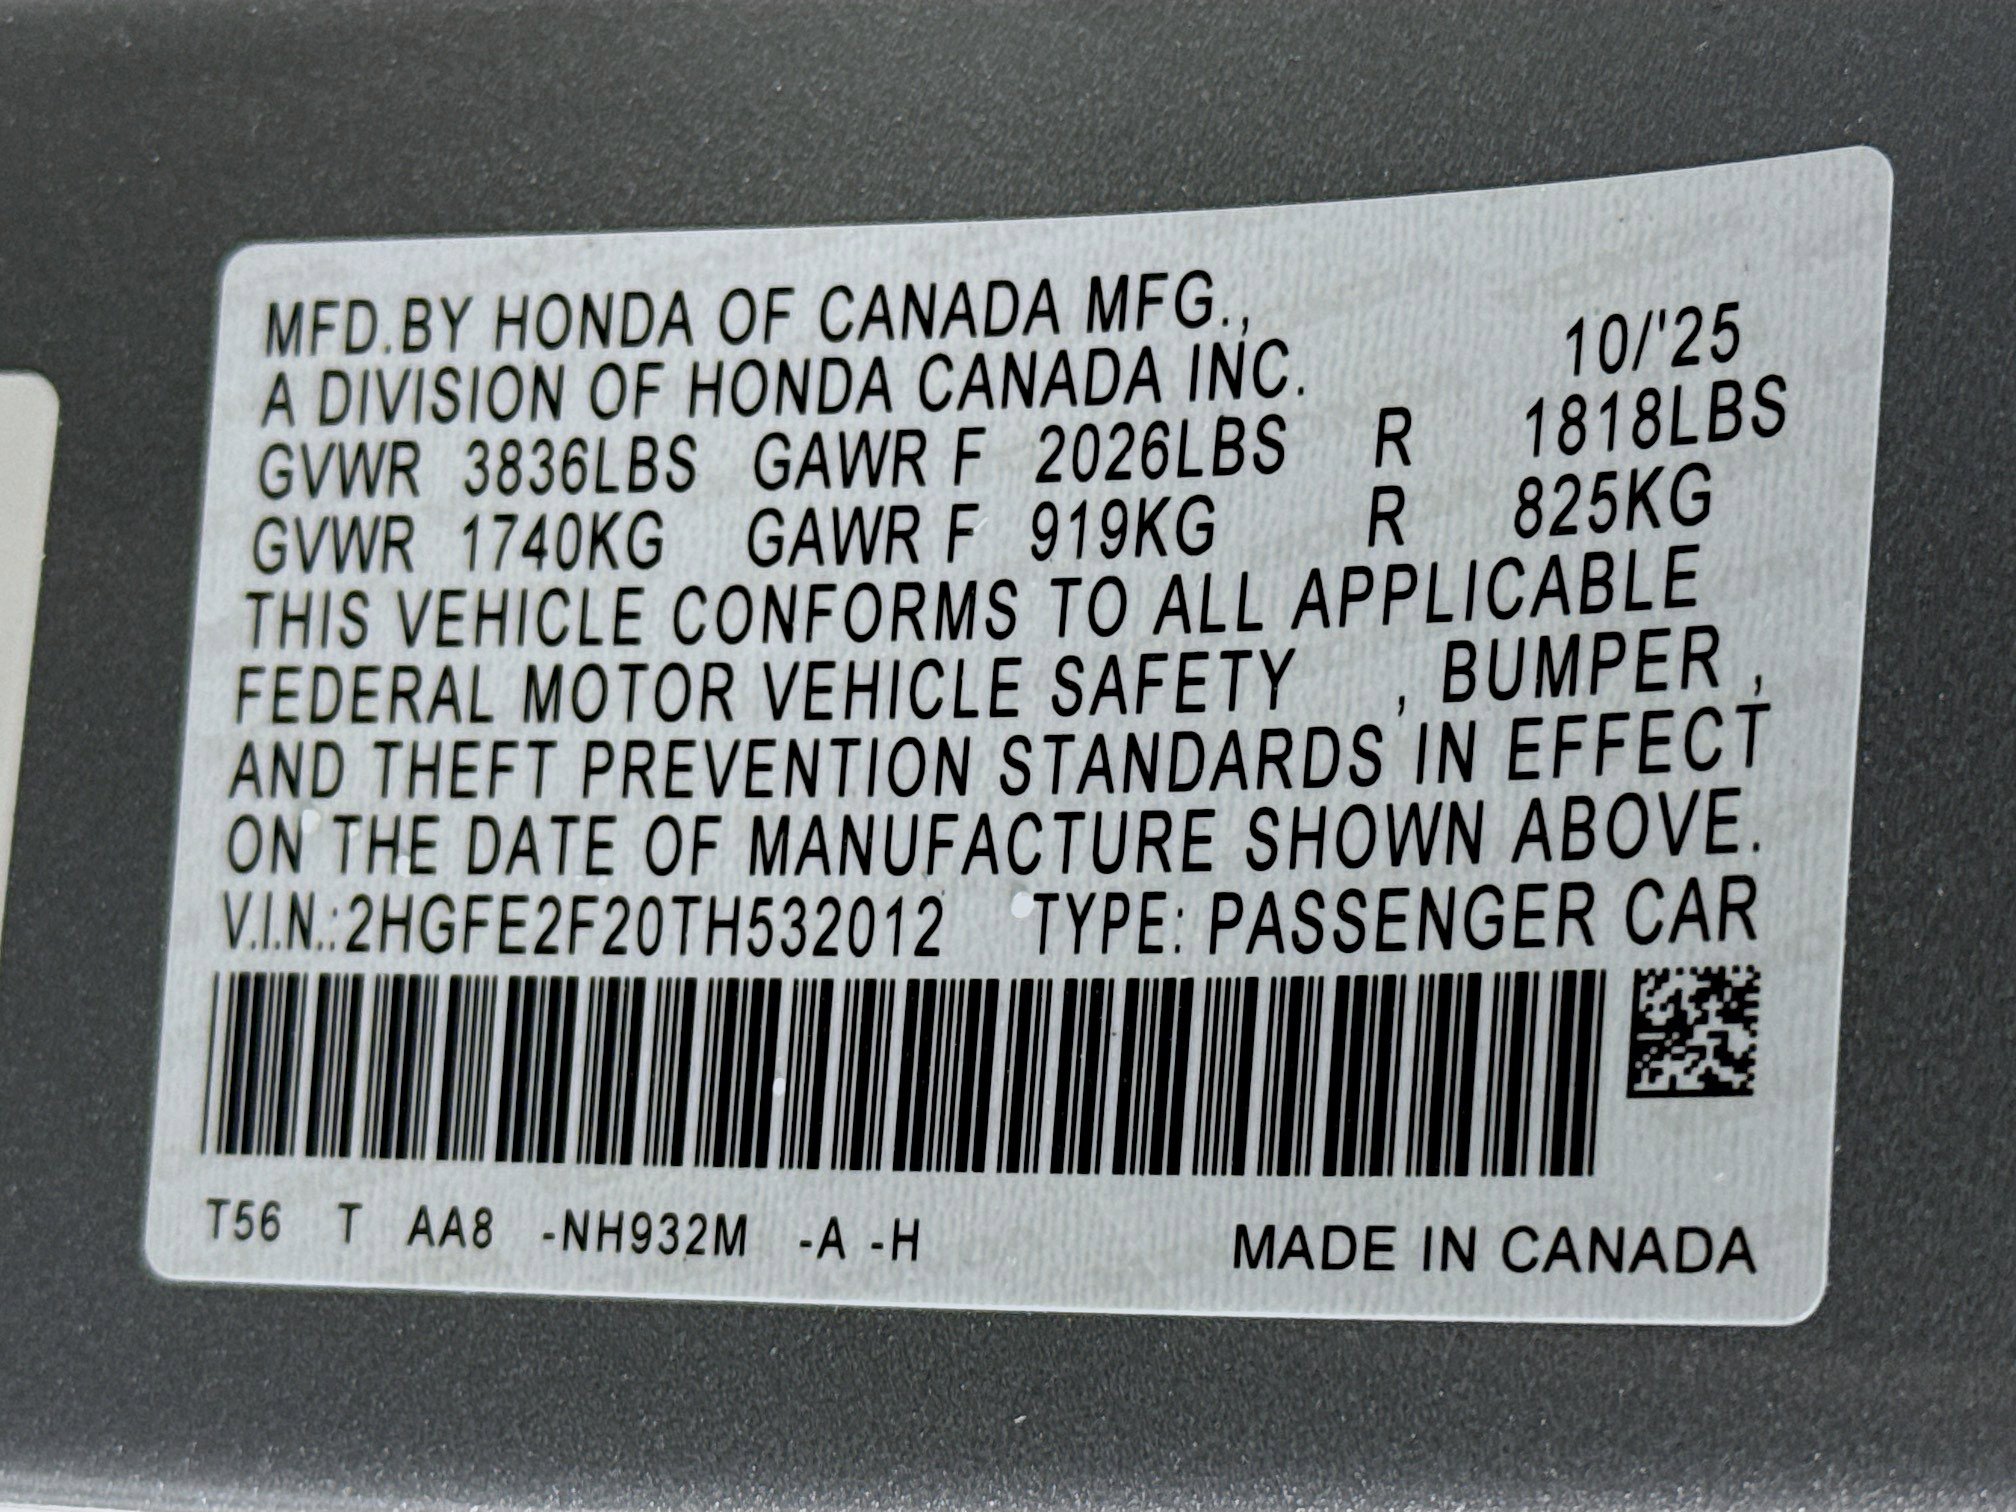 MFD.BY HONDA OF CANADA MFG.,
A DIVISION OF HONDA CANADA INC. 10/'25
GVWR 3836LBS GAWR F 2026LBS R 1818LBS
GVWR 1740KG GAWR F 919KG R 825KG
THIS VEHICLE CONFORMS TO ALL APPLICABLE
FEDERAL MOTOR VEHICLE SAFETY , BUMPER ,
AND THEFT PREVENTION STANDARDS IN EFFECT
ON THE DATE OF MANUFACTURE SHOWN ABOVE.
V.I.N.:2HGFE2F20TH532012 TYPE: PASSENGER CAR
T56 T AA8 -NH932M -A -H MADE IN CANADA